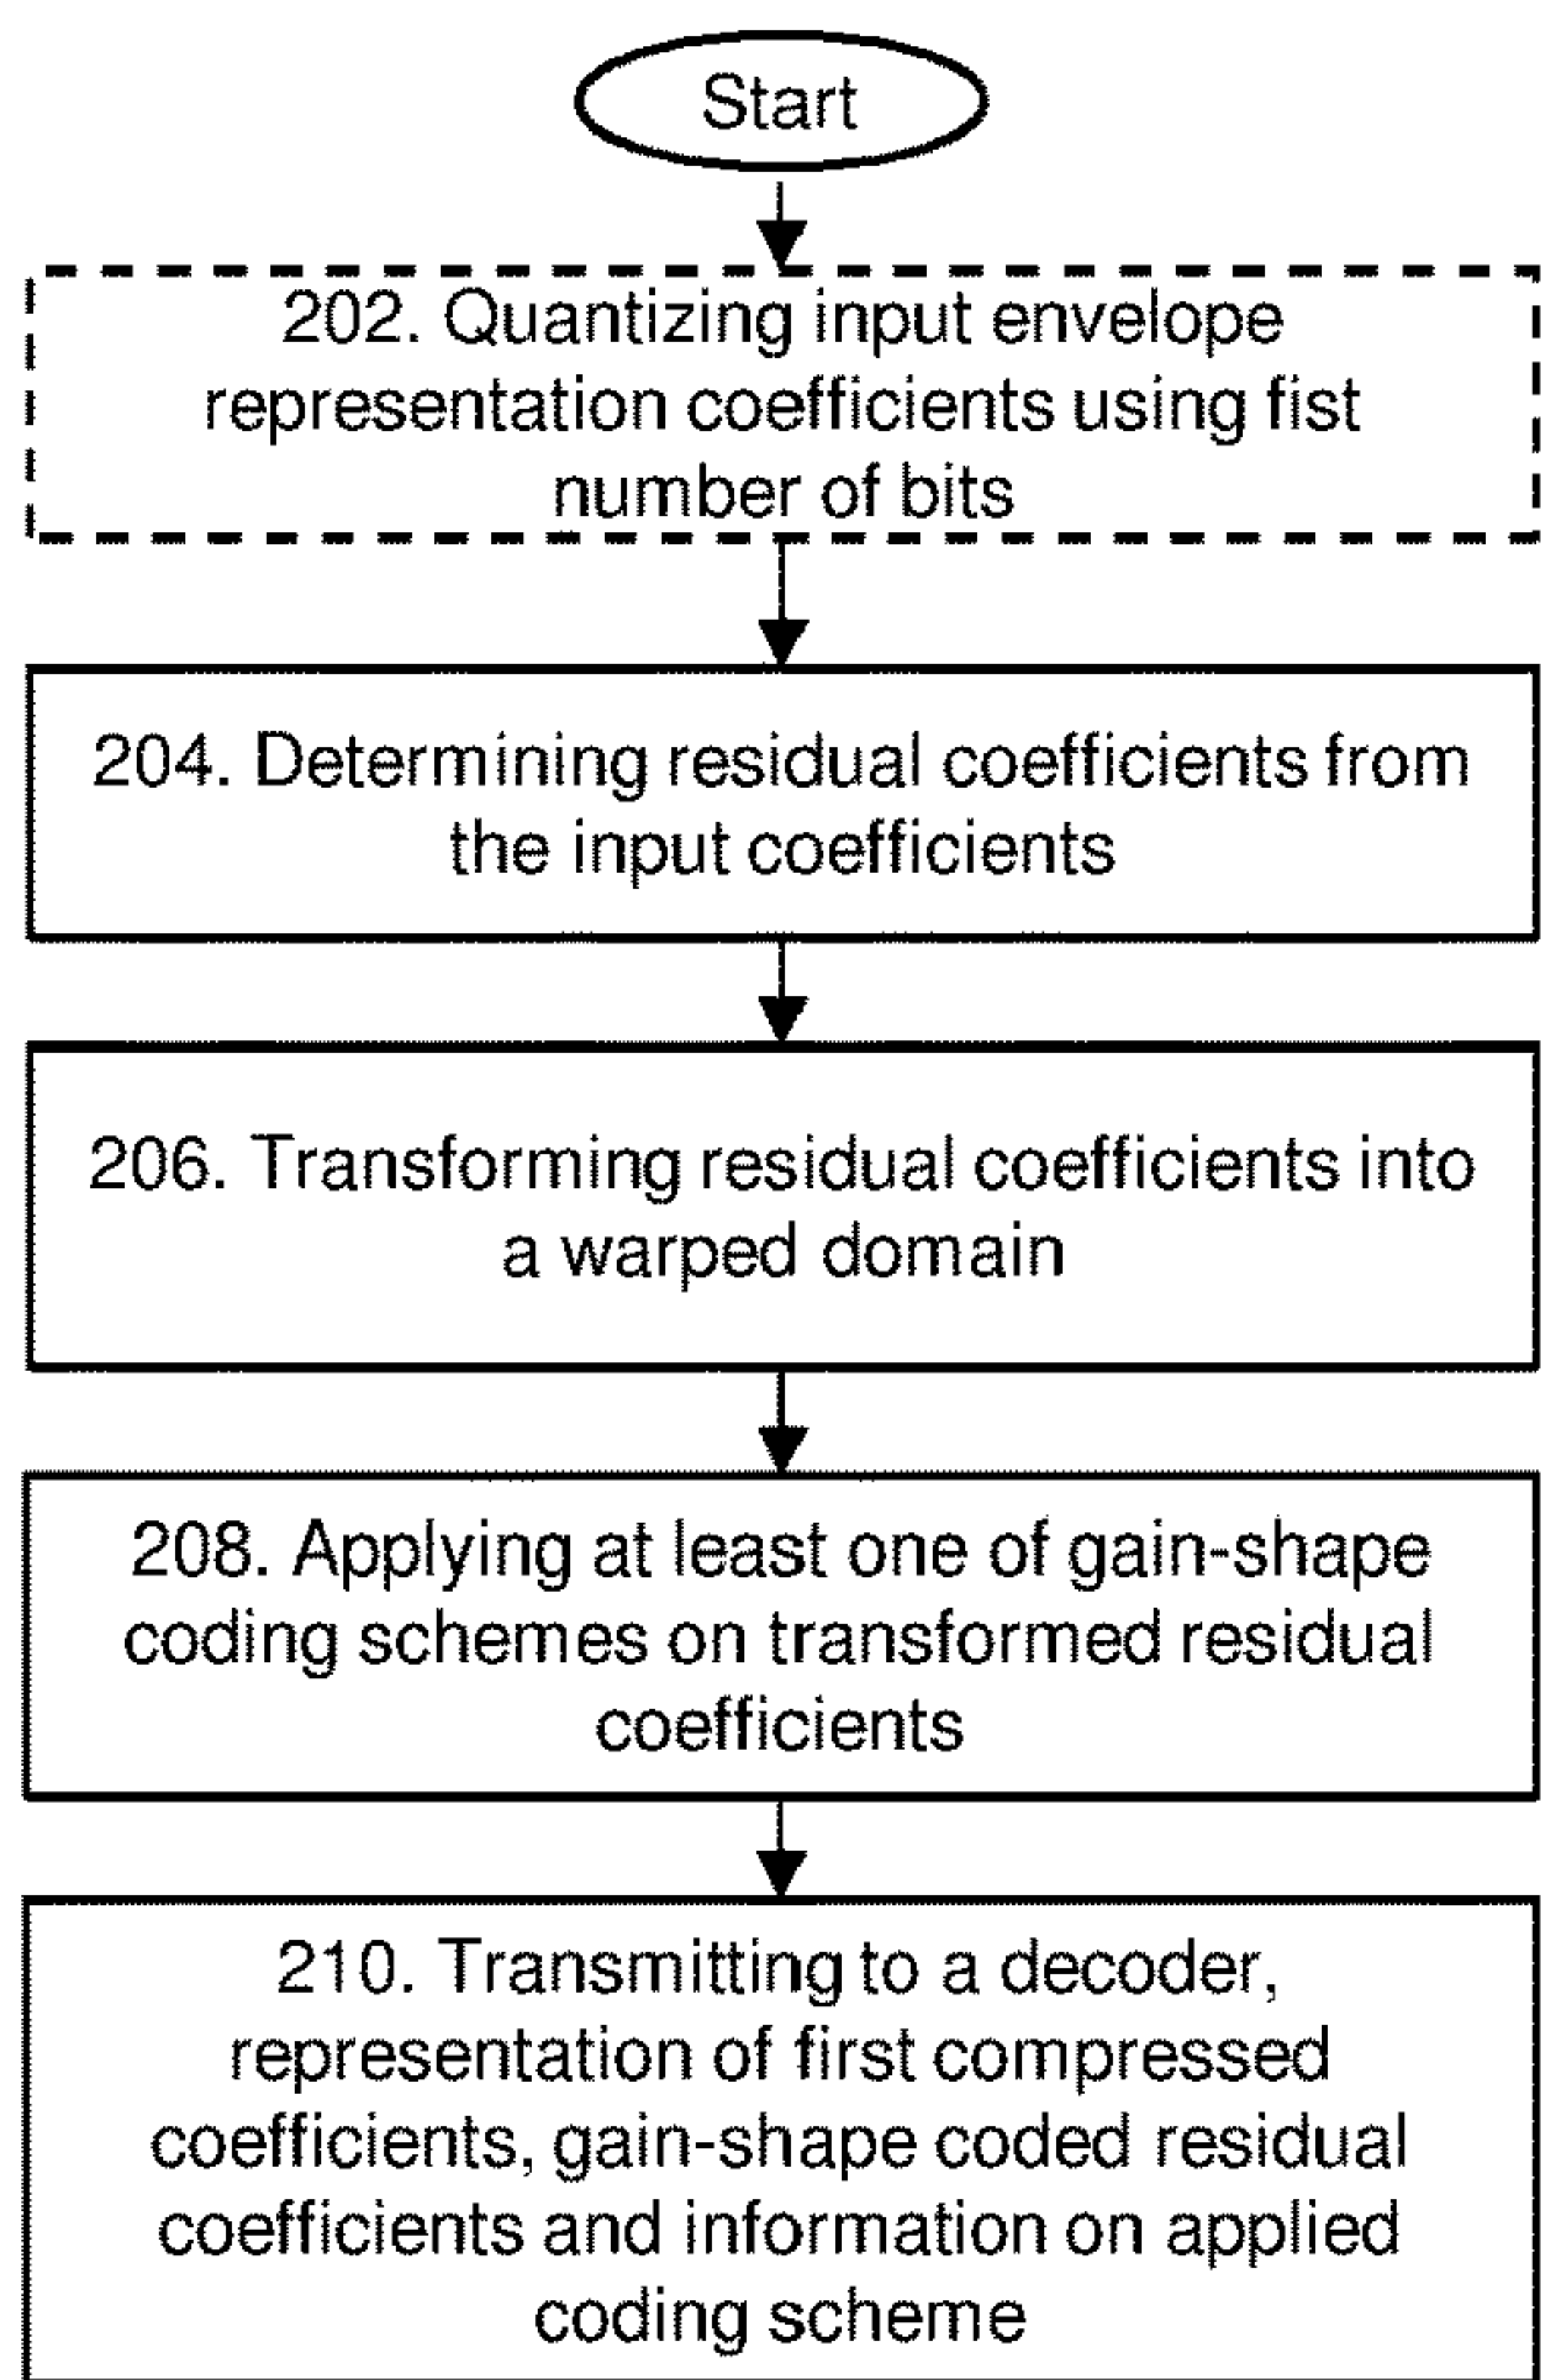 Start
202. Quantizing input envelope
representation coefficients using fist
number of bits
204. Determining residual coefficients from
the input coefficients
206. Transforming residual coefficients into
a warped domain
208. Applying at least one of gain-shape
coding schemes on transformed residual
coefficients
210. Transmitting to a decoder,
representation of first compressed
coefficients, gain-shape coded residual
coefficients and information on applied
coding scheme